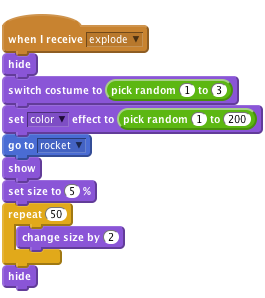 when I receive explode
hide
switch costume to pick random 1 to 3
set color effect to pick random 1 to 200
go to rocket
show
set size to 5 %
repeat 50
change size by 2
hide